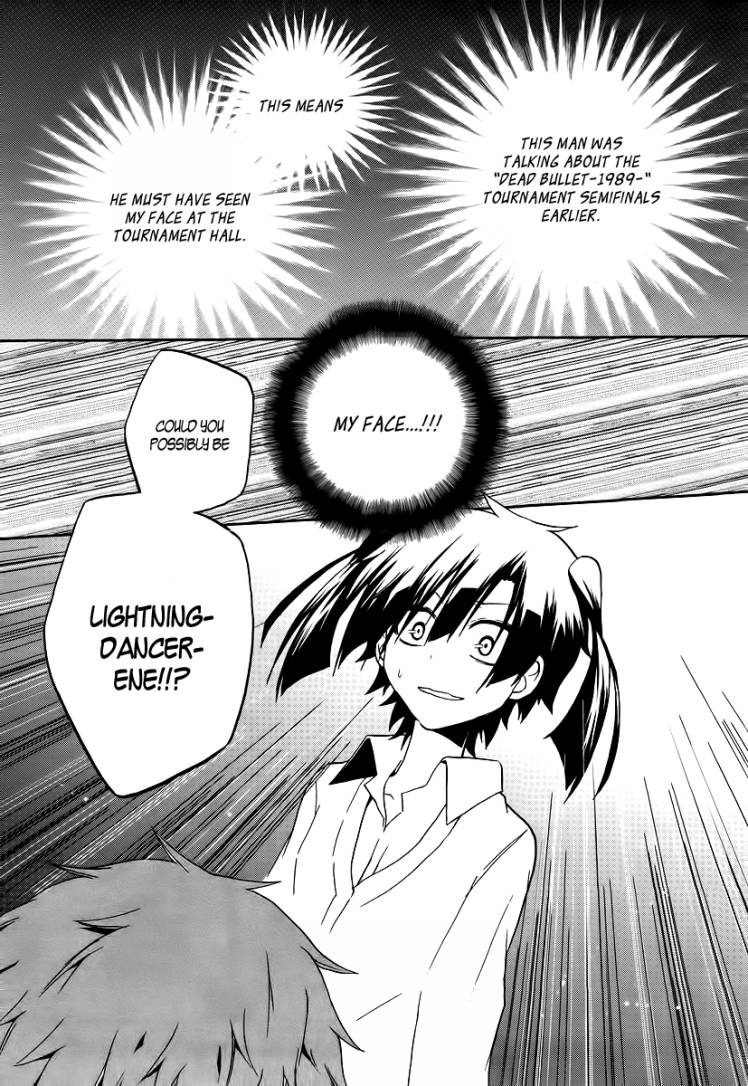 THIS MAN WAS
TALKING ABOUT THE
"DEAD BULLET-1989-"
TOURNAMENT SEMIFINALS
EARLIER.
THIS MEANS
HE MUST HAVE SEEN
MY FACE AT THE
TOURNAMENT HALL.
MY FACE....!!!
COULD YOU
POSSIBLY BE
LIGHTNING-
DANCER-
ENE!!?